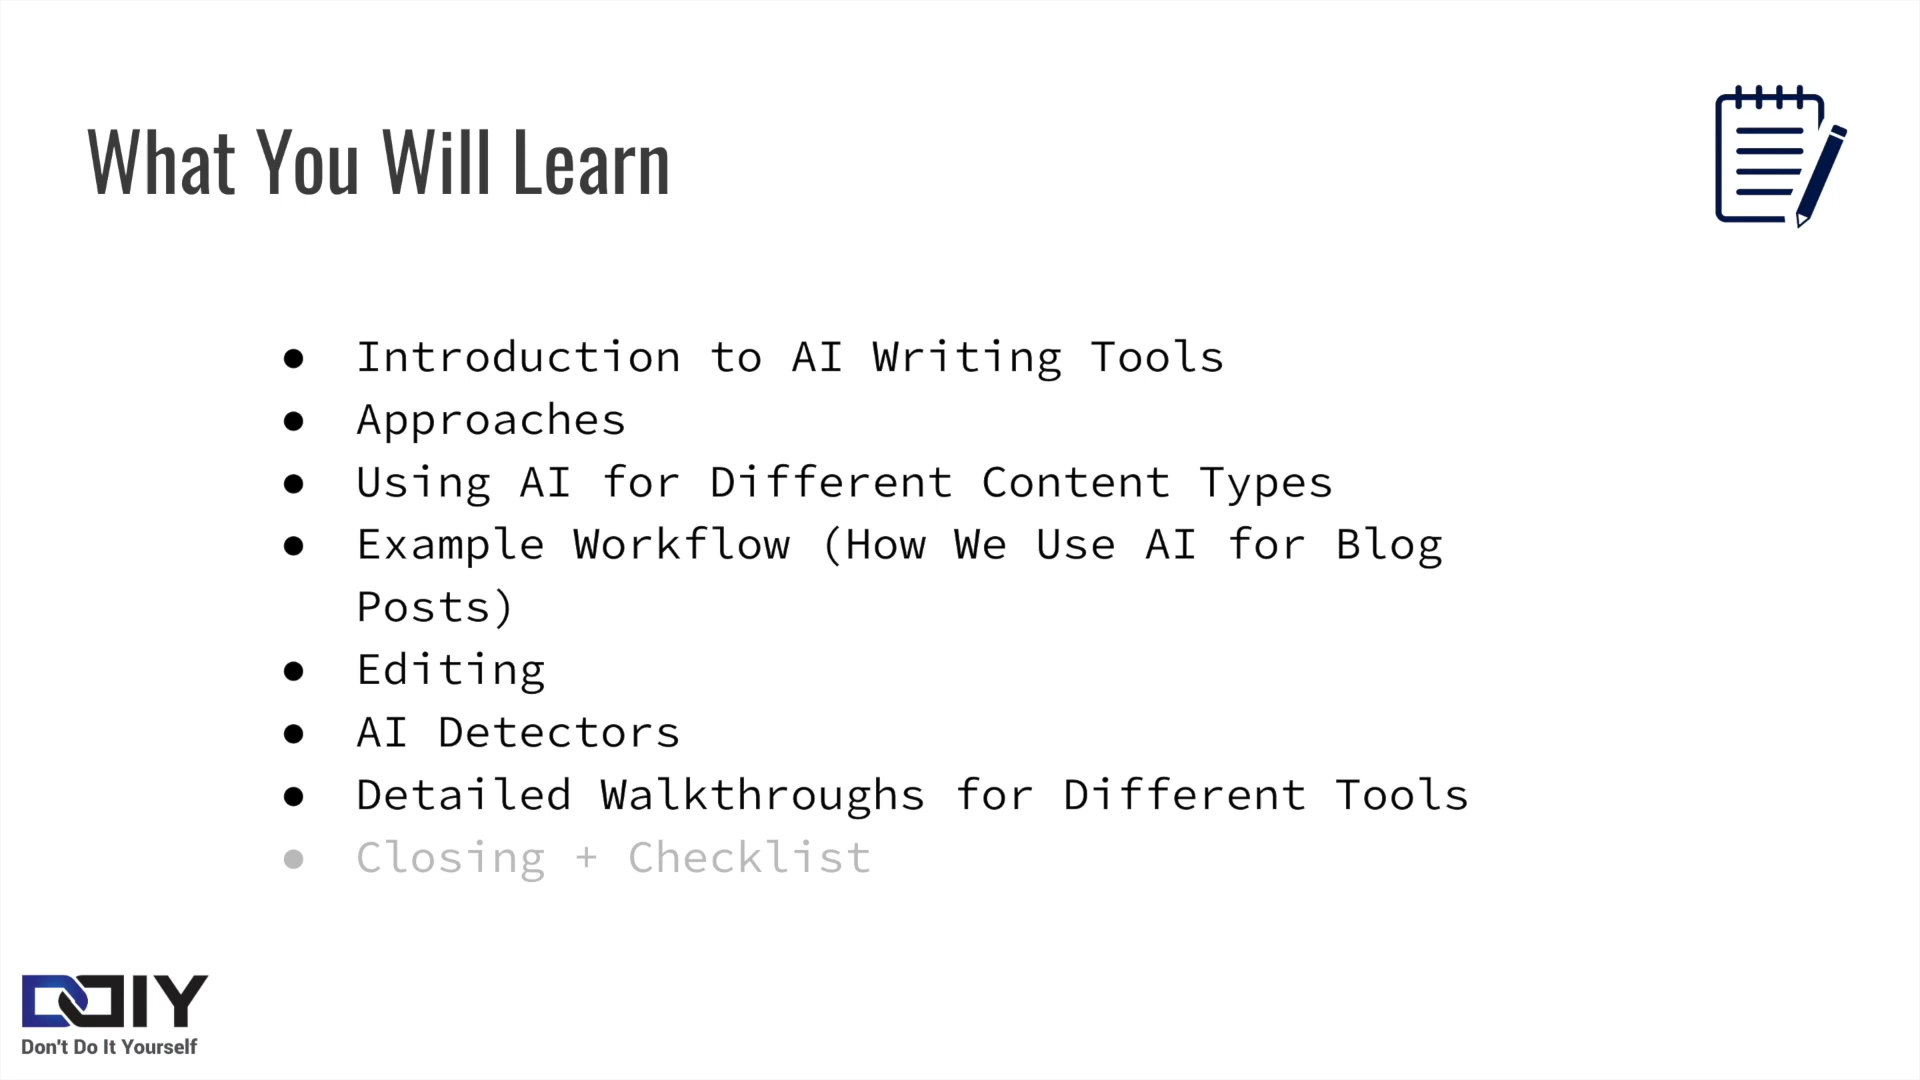 What You Will Learn
● Introduction to AI Writing Tools
● Approaches
● Using AI for Different Content Types
● Example Workflow (How We Use AI for Blog
Posts)
● Editing
● AI Detectors
● Detailed Walkthroughs for Different Tools
● Closing + Checklist
DDIY
Don't Do It Yourself